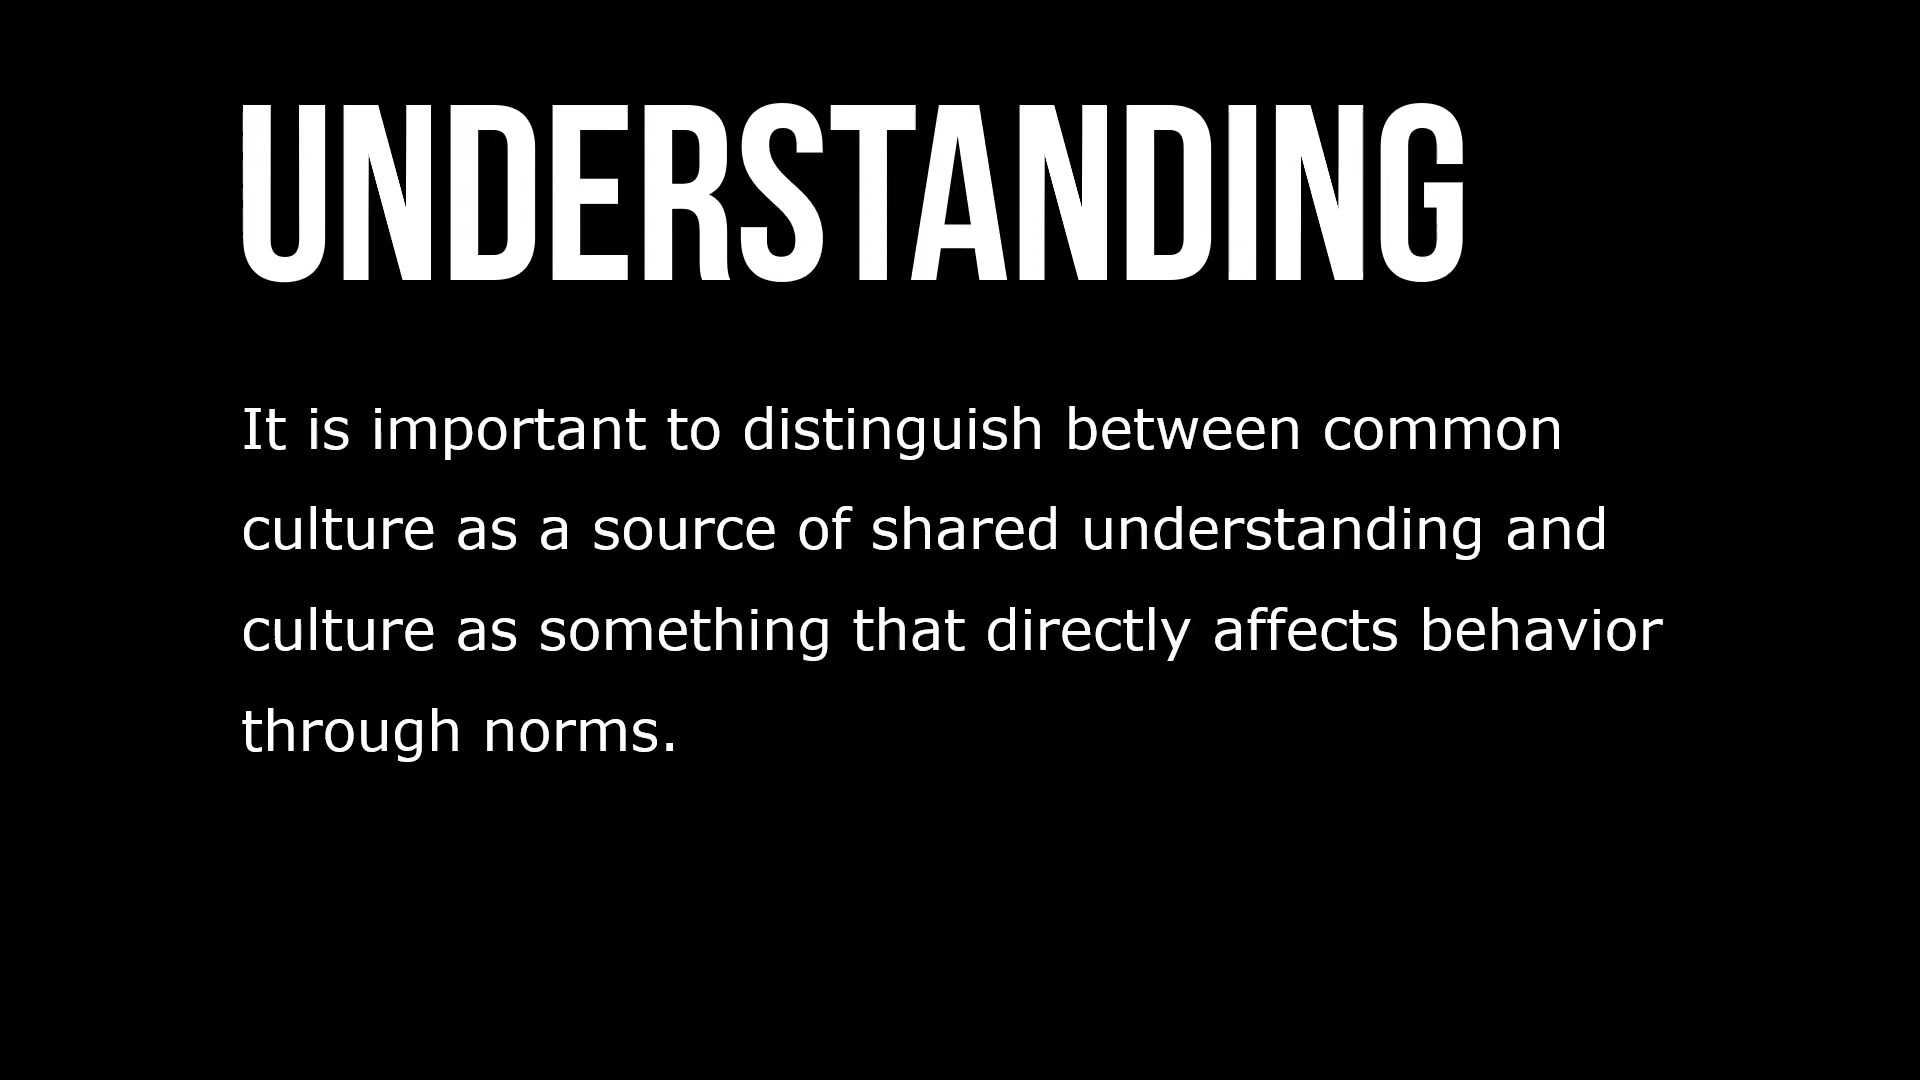 UNDERSTANDING
It is important to distinguish between common
culture as a source of shared understanding and
culture as something that directly affects behavior
through norms.